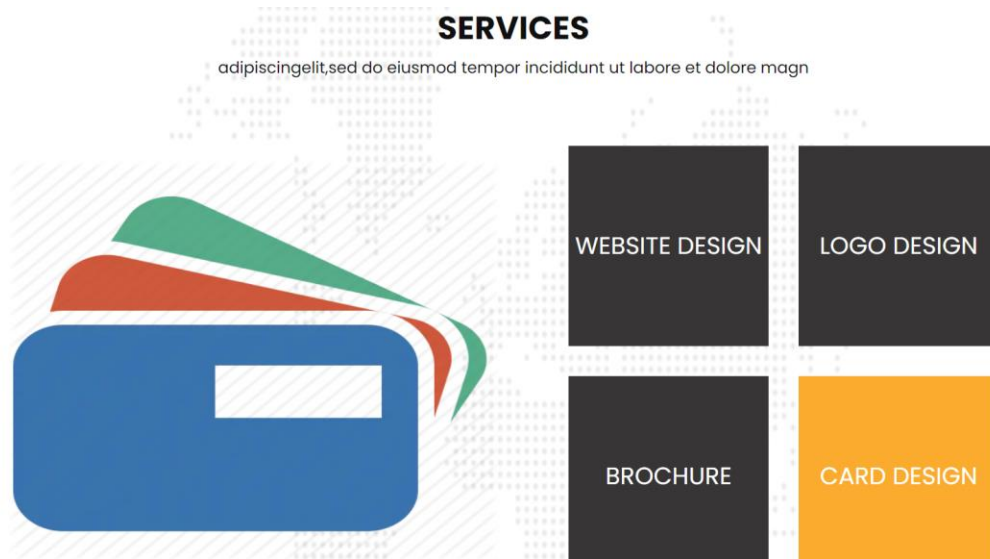 SERVICES
adipiscingelit,sed do eiusmod tempor incididunt ut labore et dolore magn
WEBSITE DESIGN
LOGO DESIGN
BROCHURE
CARD DESIGN